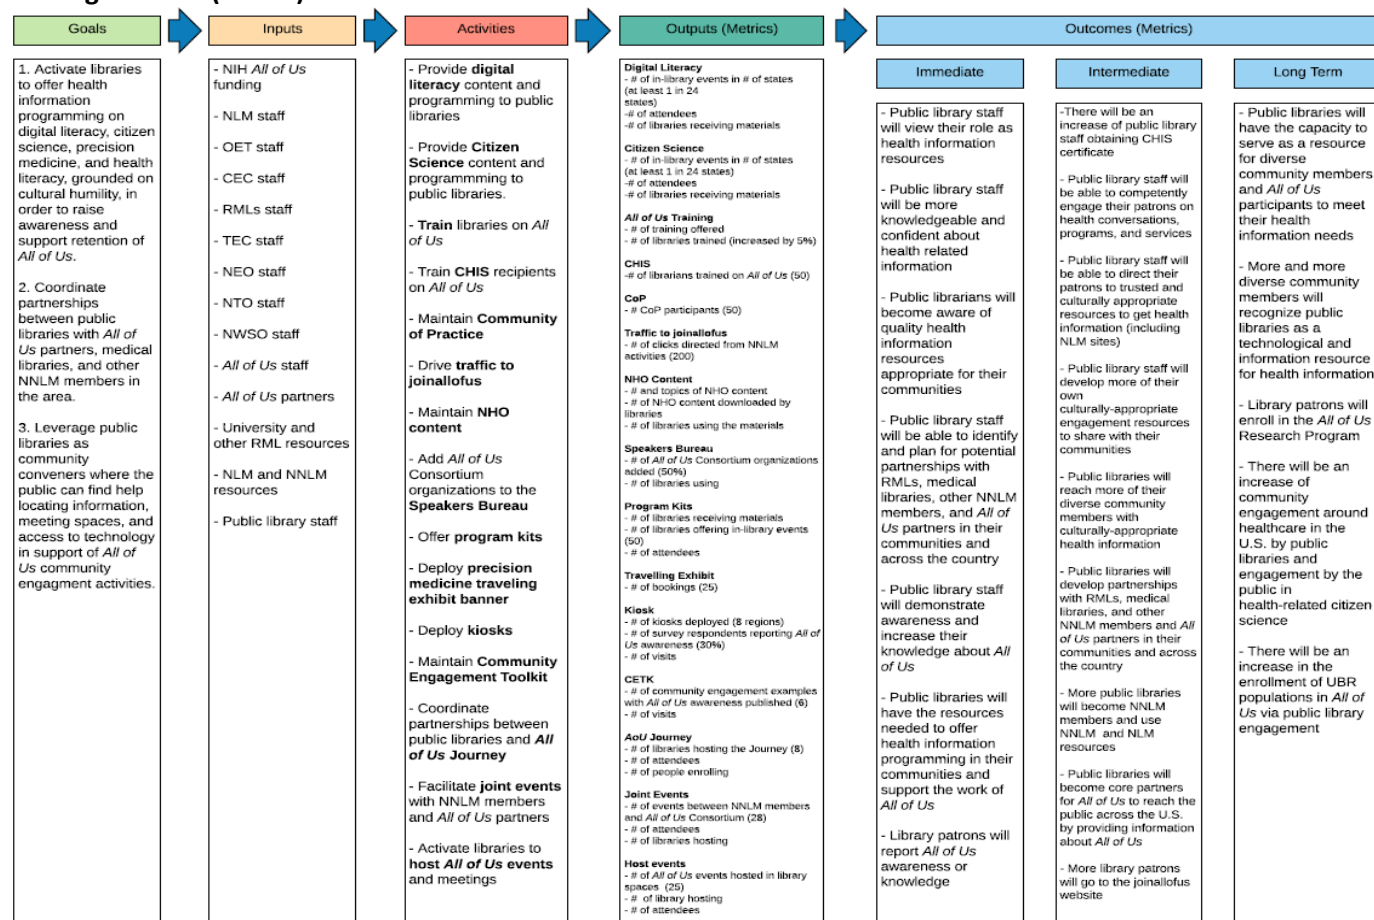 Goals
Inputs
Activities
Outputs (Metrics)
Outcomes (Metrics)
1. Activate libraries
to offer health
information
programming on
digital literacy, citizen
science, precision
medicine, and health
literacy, grounded on
cultural humility, in
order to raise
awareness and
support retention of
All of Us.
2. Coordinate
partnerships
between public
libraries with All of
Us partners, medical
libraries, and other
NNLM members in
the area.
3. Leverage public
libraries as
community
conveners where the
public can find help
locating information,
meeting spaces, and
access to technology
in support of All of
Us community
engagment activities.
- NIH All of Us
funding
- NLM staff
- OET staff
- CEC staff
- RMLs staff
- TEC staff
- NEO staff
- NTO staff
- NWSO staff
- All of Us staff
- All of Us partners
- University and
other RML resources
- NLM and NNLM
resources
- Public library staff
- Provide digital
literacy content and
programming to public
libraries
- Provide Citizen
Science content and
programmming to
public libraries.
- Train libraries on All
of Us
- Train CHIS recipients
on All of Us
- Maintain Community
of Practice
- Drive traffic to
joinallofus
- Maintain NHO
content
- Add All of Us
Consortium
organizations to the
Speakers Bureau
- Offer program kits
- Deploy precision
medicine traveling
exhibit banner
- Deploy kiosks
- Maintain Community
Engagement Toolkit
- Coordinate
partnerships between
public libraries and All
of Us Journey
- Facilitate joint events
with NNLM members
and All of Us partners
- Activate libraries to
host All of Us events
and meetings
Digital Literacy
- # of in-library events in # of states
(at least 1 in 24
states)
-# of attendees
-# of libraries receiving materials
Citizen Science
- # of in-library events in # of states
(at least 1 in 24 states)
-# of attendees
-# of libraries receiving materials
All of Us Training
- # of training offered
- # of libraries trained (increased by 5%)
CHIS
-# of librarians trained on All of Us (50)
CoP
- # CoP participants (50)
Traffic to joinallofus
- # of clicks directed from NNLM
activities (200)
NHO Content
- # and topics of NHO content
- # of NHO content downloaded by
libraries
- # of libraries using the materials
Speakers Bureau
- # of All of Us Consortium organizations
added (50%)
- # of libraries using
Program Kits
- # of libraries receiving materials
- # of libraries offering in-library events
(50)
- # of attendees
Travelling Exhibit
- # of bookings (25)
Kiosk
- # of kiosks deployed (8 regions)
- # of survey respondents reporting All of
Us awareness (30%)
- # of visits
CETK
- # of community engagement examples
with All of Us awareness published (6)
- # of visits
AoU Journey
- # of libraries hosting the Journey (8)
- # of attendees
- # of people enrolling
Joint Events
- # of events between NNLM members
and All of Us Consortium (28)
- # of attendees
- # of libraries hosting
Host events
- # of All of Us events hosted in library
spaces (25)
- # of library hosting
- # of attendees
Immediate
- Public library staff
will view their role as
health information
resources
- Public library staff
will be more
knowledgeable and
confident about
health related
information
- Public librarians will
become aware of
quality health
information
resources
appropriate for their
communities
- Public library staff
will be able to identify
and plan for potential
partnerships with
RMLs, medical
libraries, other NNLM
members, and All of
Us partners in their
communities and
across the country
- Public library staff
will demonstrate
awareness and
increase their
knowledge about All
of Us
- Public libraries will
have the resources
needed to offer
health information
programming in their
communities and
support the work of
All of Us
- Library patrons will
report All of Us
awareness or
knowledge
Intermediate
-There will be an
increase of public library
staff obtaining CHIS
certificate
- Public library staff will
be able to competently
engage their patrons on
health conversations,
programs, and services
- Public library staff will
be able to direct their
patrons to trusted and
culturally appropriate
resources to get health
information (including
NLM sites)
- Public library staff will
develop more of their
own
culturally-appropriate
engagement resources
to share with their
communities
- Public libraries will
reach more of their
diverse community
members with
culturally-appropriate
health information
- Public libraries will
develop partnerships
with RMLs, medical
libraries, and other
NNLM members and All
of Us partners in their
communities and across
the country
- More public libraries
will become NNLM
members and use
NNLM and NLM
resources
- Public libraries will
become core partners
for All of Us to reach the
public across the U.S.
by providing information
about All of Us
- More library patrons
will go to the joinallofus
website
Long Term
- Public libraries will
have the capacity to
serve as a resource
for diverse
community members
and All of Us
participants to meet
their health
information needs
- More and more
diverse community
members will
recognize public
libraries as a
technological and
information resource
for health information
- Library patrons will
enroll in the All of Us
Research Program
- There will be an
increase of
community
engagement around
healthcare in the
U.S. by public
libraries and
engagement by the
public in
health-related citizen
science
- There will be an
increase in the
enrollment of UBR
populations in All of
Us via public library
engagement